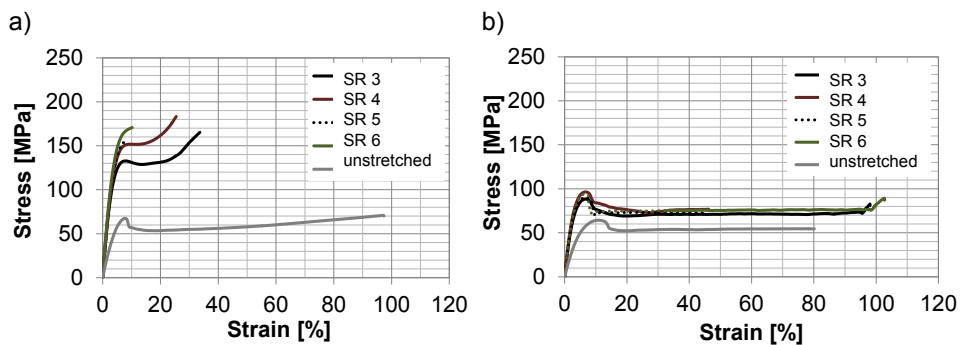 a)
250
200
150
100
50
0
Stress [MPa]
SR 3
SR 4
SR 5
SR 6
unstretched
0 20 40 60 80 100 120
Strain [%]
b)
250
200
150
100
50
0
Stress [MPa]
SR 3
SR 4
SR 5
SR 6
unstretched
0 20 40 60 80 100 120
Strain [%]